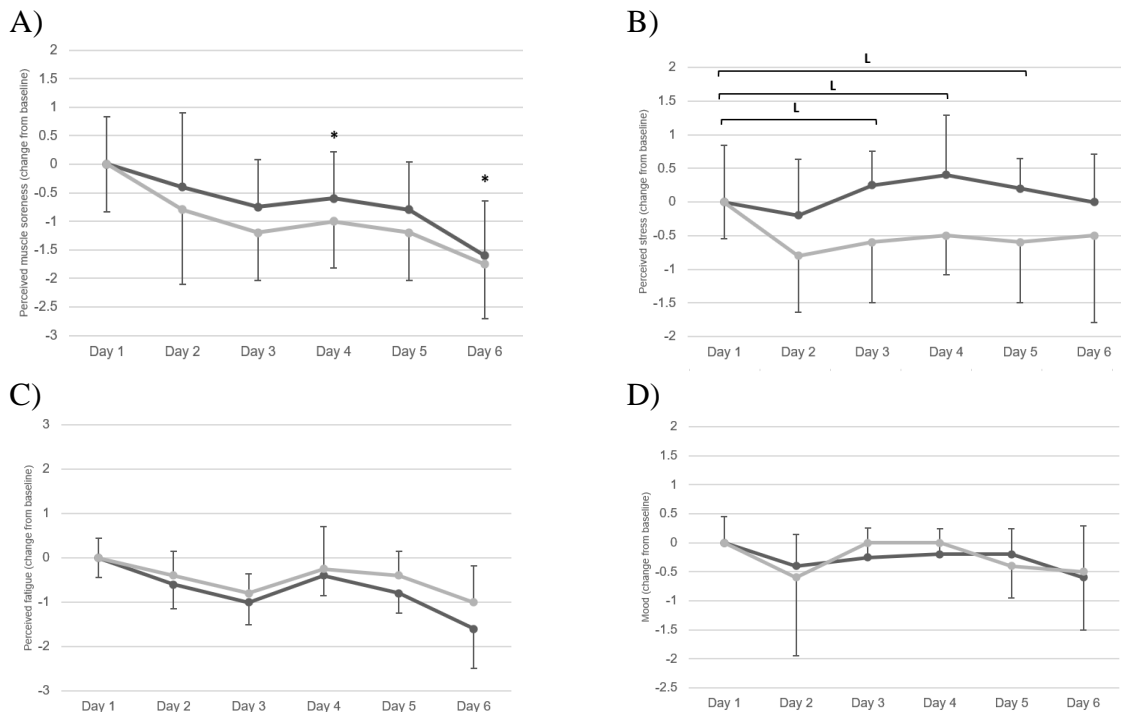 A)
Perceived muscle soreness (change from baseline)
2
1.5
1
0.5
0
-0.5
-1
-1.5
-2
-2.5
-3
*
*
Day 1 Day 2 Day 3 Day 4 Day 5 Day 6
B)
Perceived stress (change from baseline)
2
1.5
1
0.5
0
-0.5
-1
-1.5
-2
L
L
L
Day 1 Day 2 Day 3 Day 4 Day 5 Day 6
C)
Perceived fatigue (change from baseline)
3
2
1
0
-1
-2
-3
Day 1 Day 2 Day 3 Day 4 Day 5 Day 6
D)
Mood (change from baseline)
2
1.5
1
0.5
0
-0.5
-1
-1.5
-2
-2.5
Day 1 Day 2 Day 3 Day 4 Day 5 Day 6